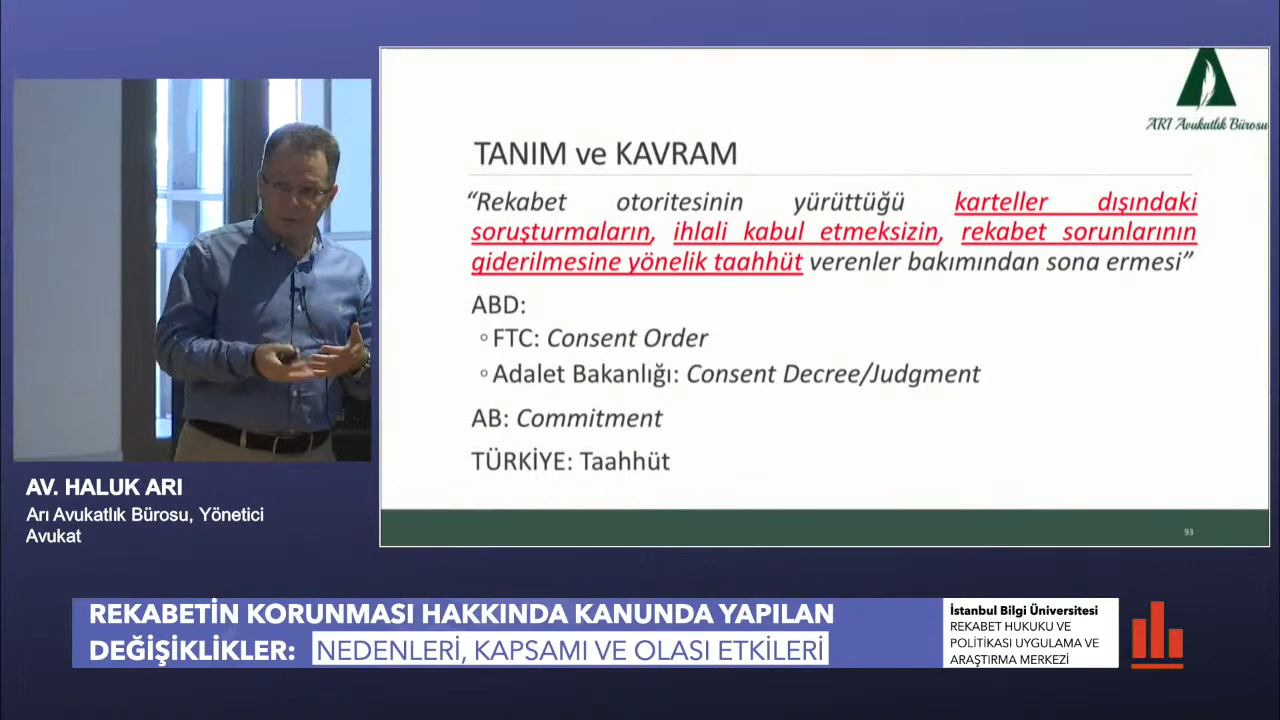 ARI Avukatlık Bürosu
TANIM ve KAVRAM
“Rekabet otoritesinin yürüttüğü karteller dışındaki
soruşturmaların, ihlali kabul etmeksizin, rekabet sorunlarının
giderilmesine yönelik taahhüt verenler bakımından sona ermesi”
ABD:
◦FTC: Consent Order
◦Adalet Bakanlığı: Consent Decree/Judgment
AB: Commitment
TÜRKİYE: Taahhüt
93
AV. HALUK ARI
Arı Avukatlık Bürosu, Yönetici
Avukat
REKABETİN KORUNMASI HAKKINDA KANUNDA YAPILAN
DEĞİŞİKLİKLER: NEDENLERİ, KAPSAMI VE OLASI ETKİLERİ
İstanbul Bilgi Üniversitesi
REKABET HUKUKU VE
POLİTİKASI UYGULAMA VE
ARAŞTIRMA MERKEZİ